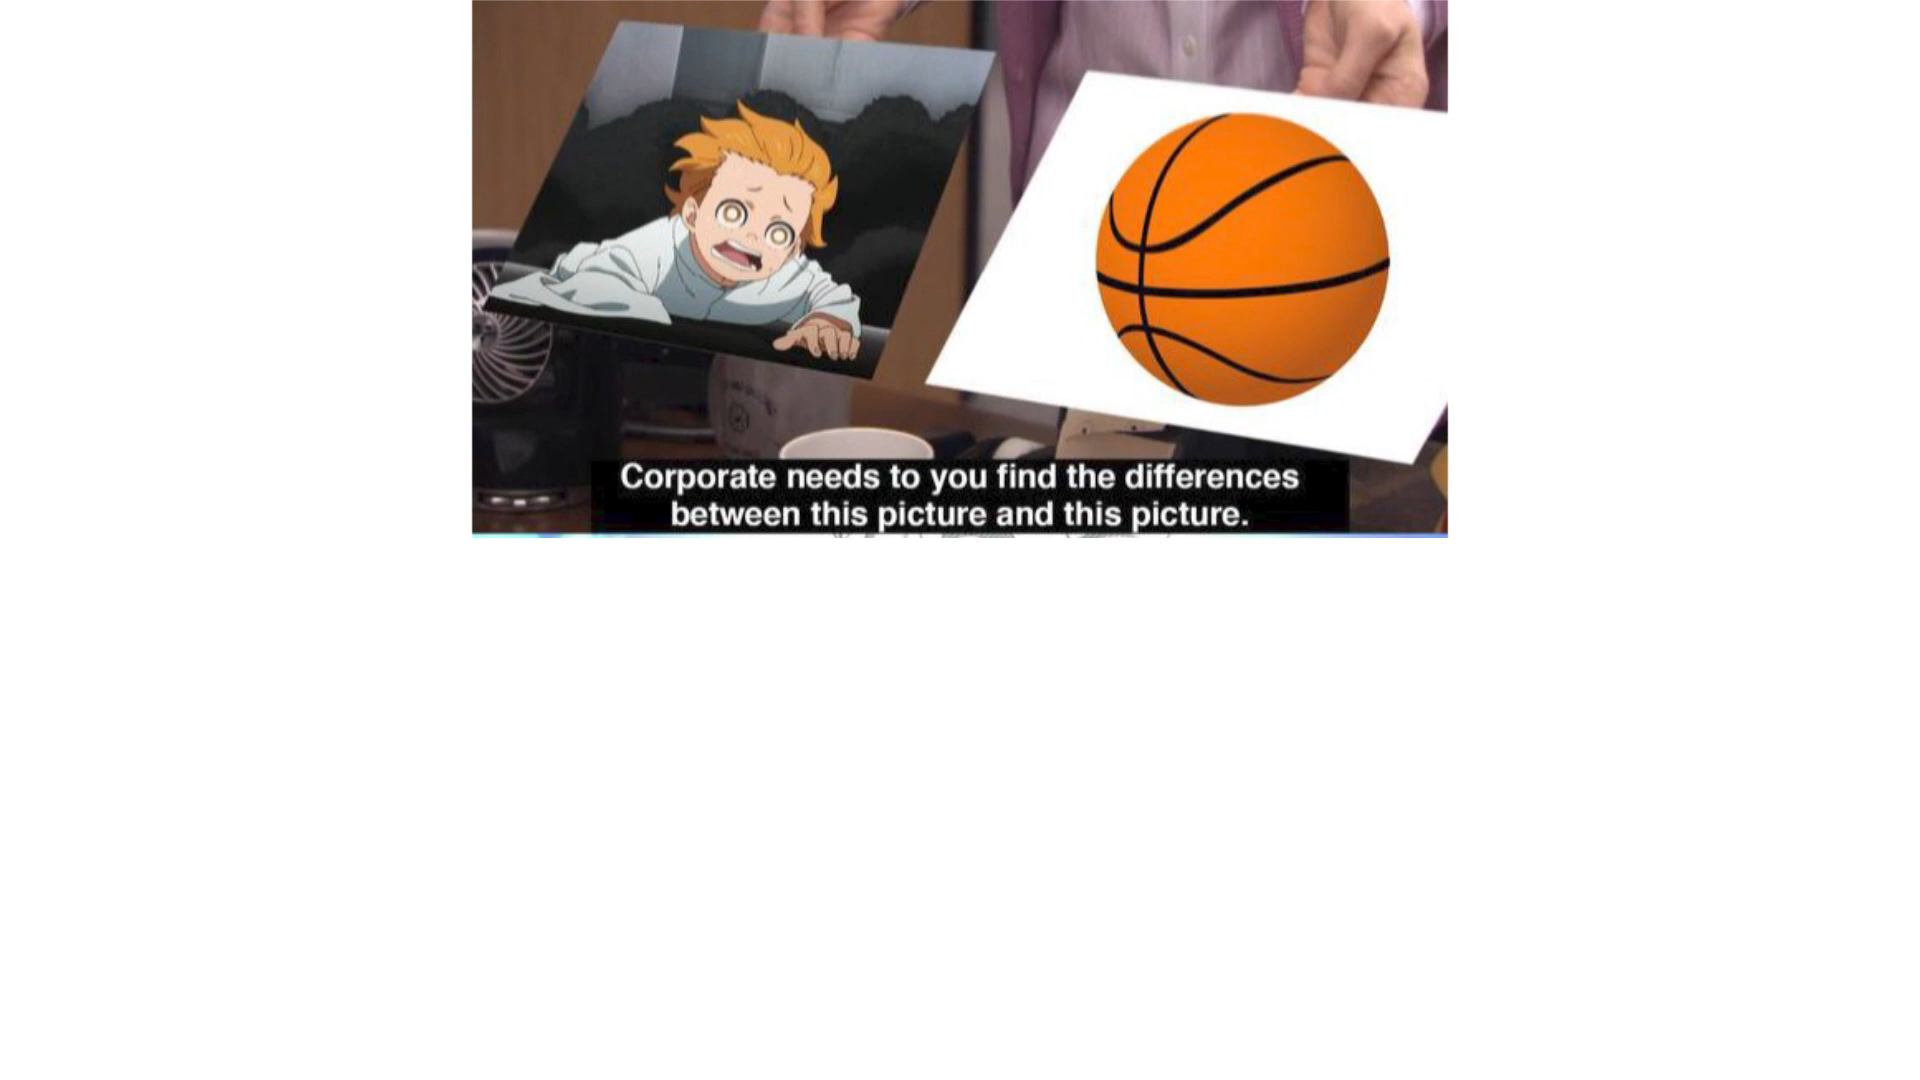 Corporate needs to you find the differences
between this picture and this picture.